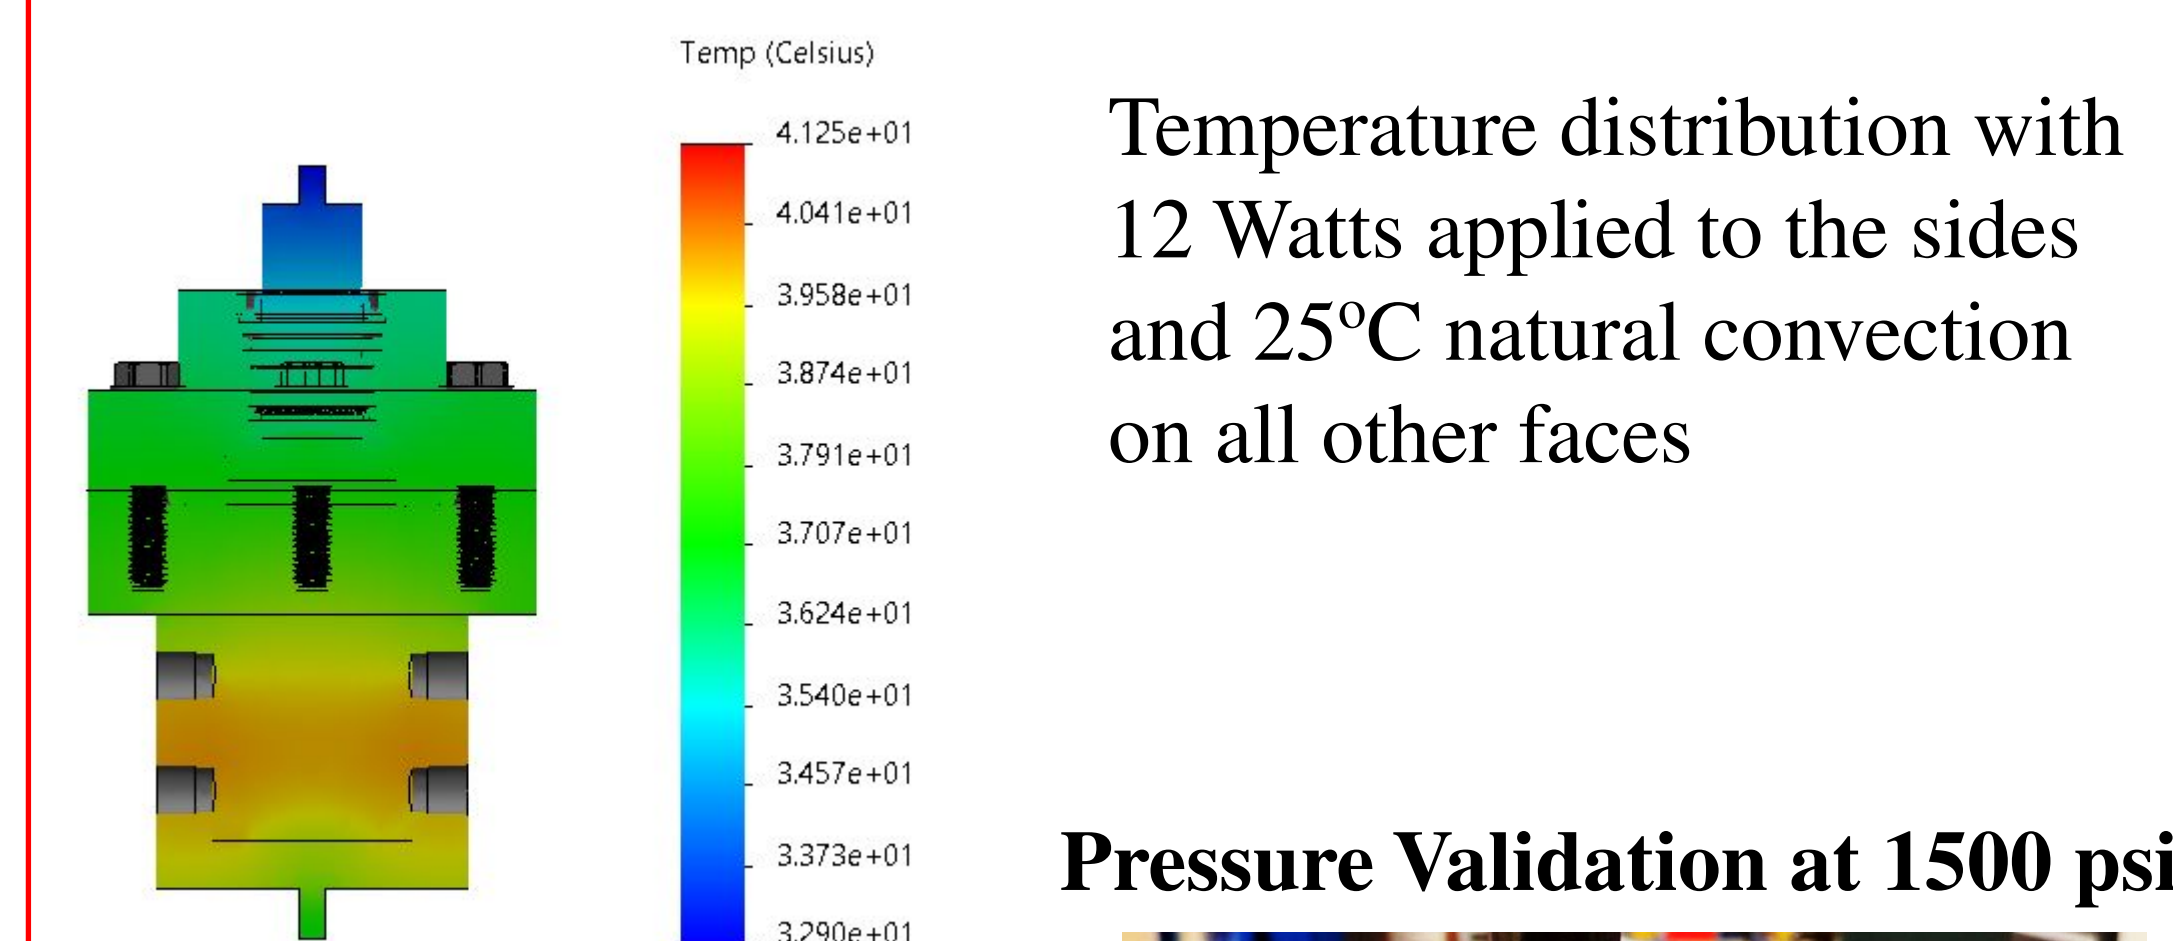 Temp (Celsius)
4.125e+01
4.041e+01
3.958e+01
3.874e+01
3.791e+01
3.707e+01
3.624e+01
3.540e+01
3.457e+01
3.373e+01
3.290e+01
Temperature distribution with
12 Watts applied to the sides
and 25ºC natural convection
on all other faces
Pressure Validation at 1500 psi